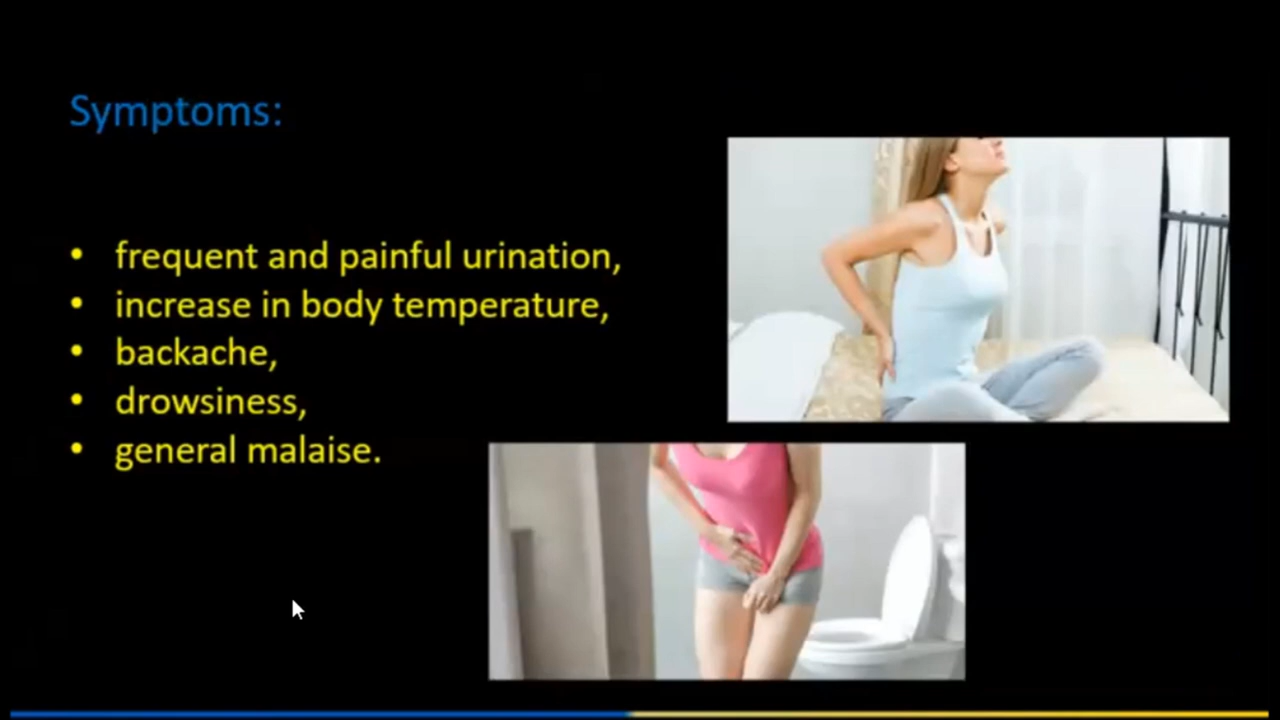 Symptoms:
• frequent and painful urination,
• increase in body temperature,
• backache,
• drowsiness,
• general malaise.